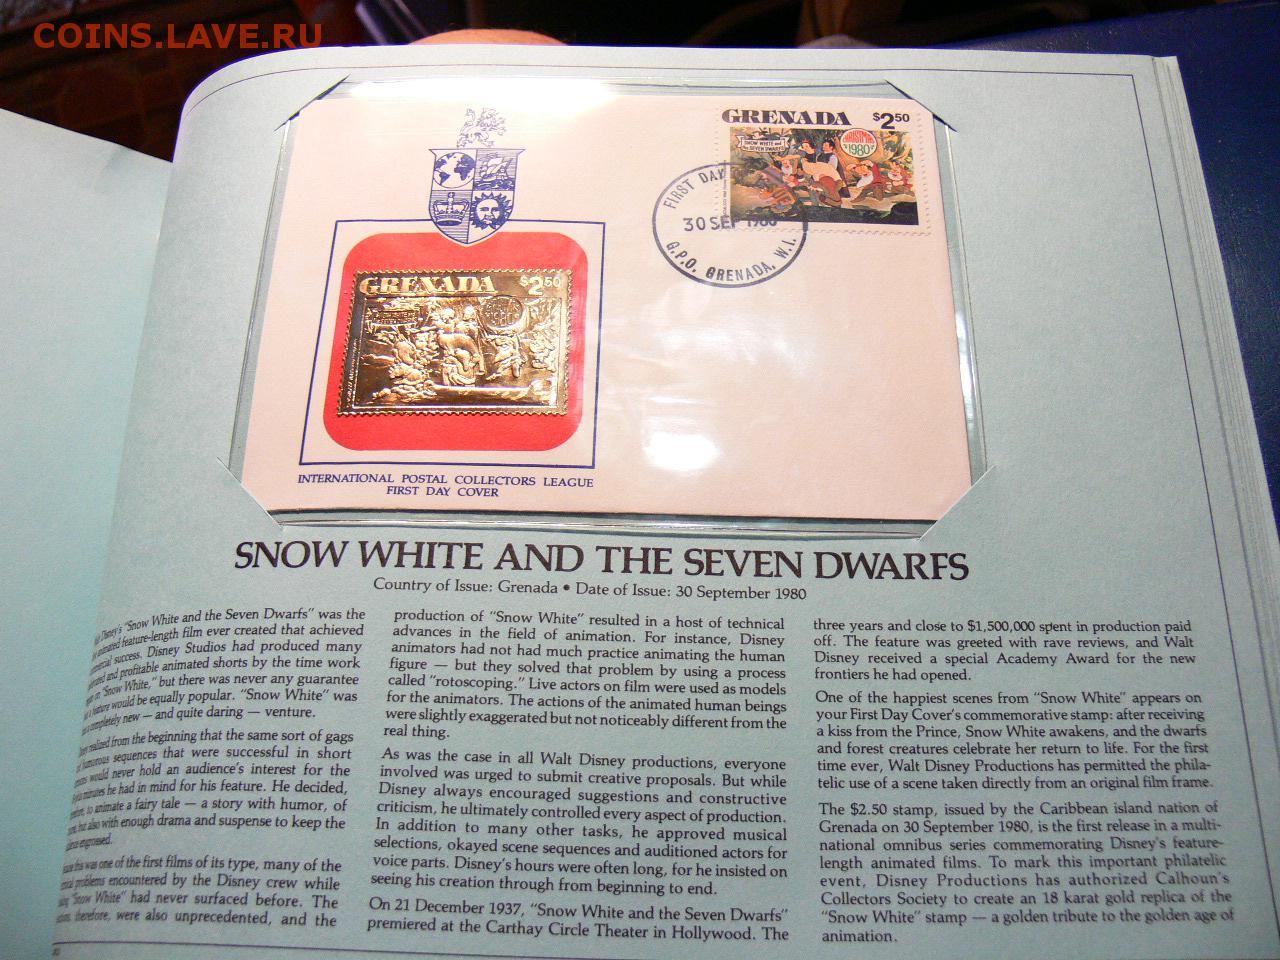 COINS.LAVE.RU
GRENADA $2⁵⁰
SNOW WHITE and
the SEVEN DWARFS
CHRISTMAS
1980
FIRST DAY
30 SEP 1980
G.P.O. GRENADA, W.I.
GRENADA $2⁵⁰
INTERNATIONAL POSTAL COLLECTORS LEAGUE
FIRST DAY COVER
SNOW WHITE AND THE SEVEN DWARFS
Country of Issue: Grenada • Date of Issue: 30 September 1980
Disney's "Snow White and the Seven Dwarfs" was the
animated feature-length film ever created that achieved
success. Disney Studios had produced many
and profitable animated shorts by the time work
on "Snow White," but there was never any guarantee
a feature would be equally popular. "Snow White" was
completely new — and quite daring — venture.
realized from the beginning that the same sort of gags
humorous sequences that were successful in short
would never hold an audience's interest for the
minutes he had in mind for his feature. He decided,
to animate a fairy tale — a story with humor, of
but also with enough drama and suspense to keep the
engrossed.
this was one of the first films of its type, many of the
problems encountered by the Disney crew while
"Snow White" had never surfaced before. The
therefore, were also unprecedented, and the
production of "Snow White" resulted in a host of technical
advances in the field of animation. For instance, Disney
animators had not had much practice animating the human
figure — but they solved that problem by using a process
called "rotoscoping." Live actors on film were used as models
for the animators. The actions of the animated human beings
were slightly exaggerated but not noticeably different from the
real thing.
As was the case in all Walt Disney productions, everyone
involved was urged to submit creative proposals. But while
Disney always encouraged suggestions and constructive
criticism, he ultimately controlled every aspect of production.
In addition to many other tasks, he approved musical
selections, okayed scene sequences and auditioned actors for
voice parts. Disney's hours were often long, for he insisted on
seeing his creation through from beginning to end.
On 21 December 1937, "Snow White and the Seven Dwarfs"
premiered at the Carthay Circle Theater in Hollywood. The
three years and close to $1,500,000 spent in production paid
off. The feature was greeted with rave reviews, and Walt
Disney received a special Academy Award for the new
frontiers he had opened.
One of the happiest scenes from "Snow White" appears on
your First Day Cover's commemorative stamp: after receiving
a kiss from the Prince, Snow White awakens, and the dwarfs
and forest creatures celebrate her return to life. For the first
time ever, Walt Disney Productions has permitted the phila-
telic use of a scene taken directly from an original film frame.
The $2.50 stamp, issued by the Caribbean island nation of
Grenada on 30 September 1980, is the first release in a multi-
national omnibus series commemorating Disney's feature-
length animated films. To mark this important philatelic
event, Disney Productions has authorized Calhoun's
Collectors Society to create an 18 karat gold replica of the
"Snow White" stamp — a golden tribute to the golden age of
animation.